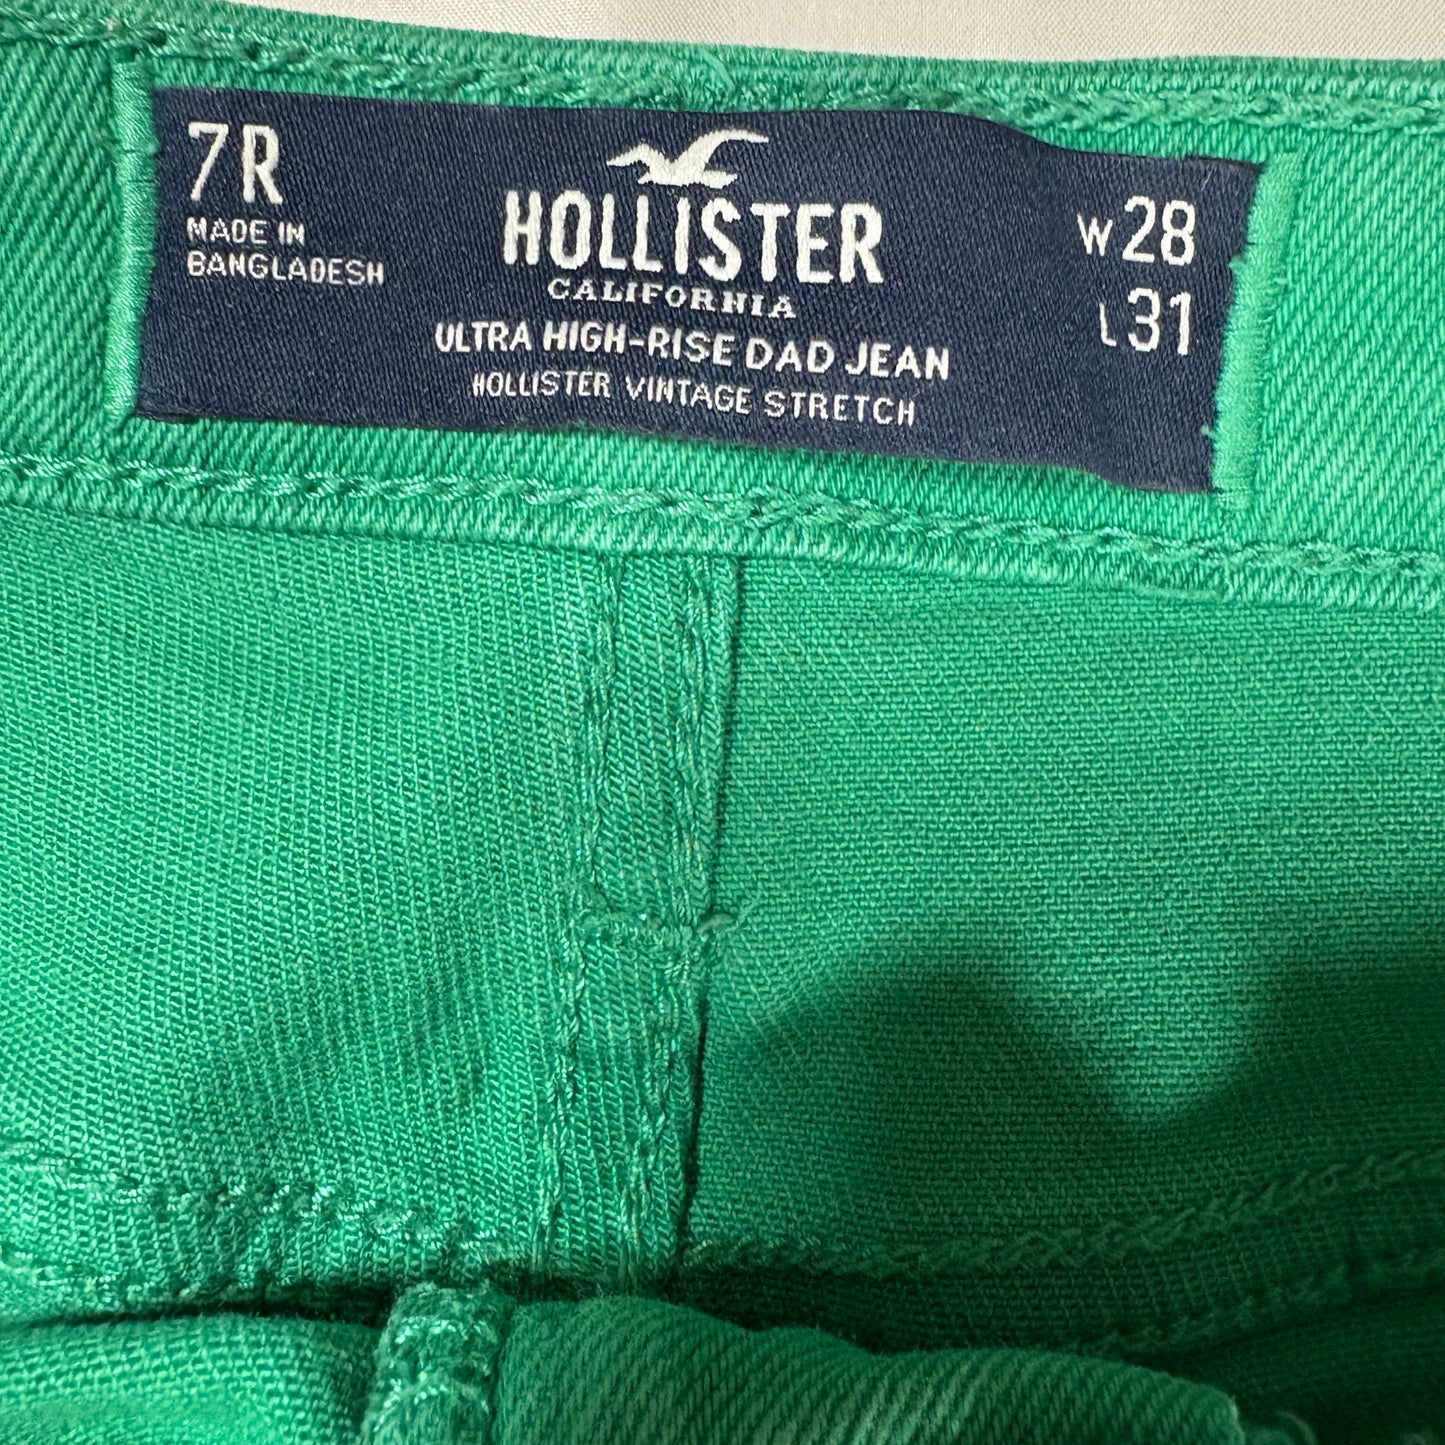 7R
MADE IN
BANGLADESH
HOLLISTER
CALIFORNIA
ULTRA HIGH-RISE DAD JEAN
HOLLISTER VINTAGE STRETCH
W28
L31